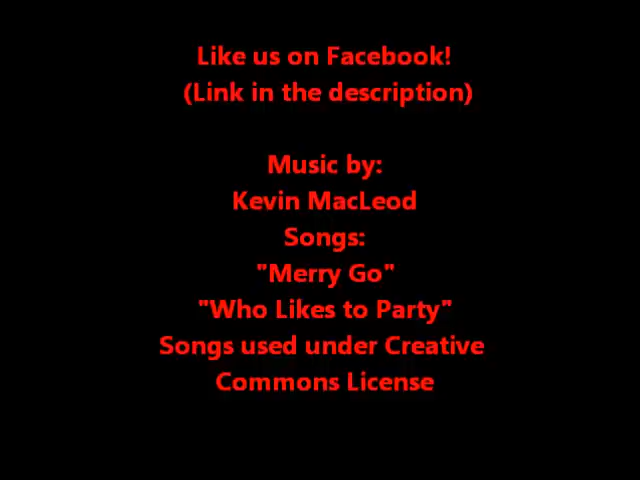 Like us on Facebook!
(Link in the description)
Music by:
Kevin MacLeod
Songs:
"Merry Go"
"Who Likes to Party"
Songs used under Creative
Commons License